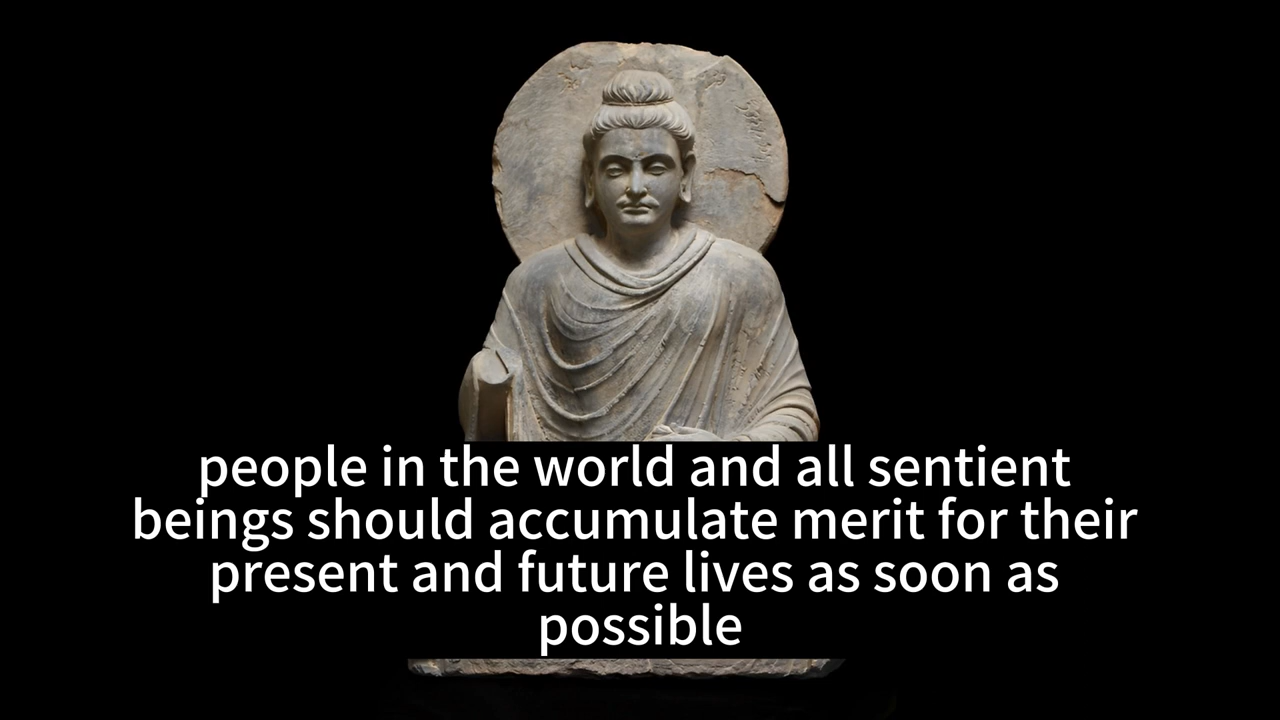 people in the world and all sentient
beings should accumulate merit for their
present and future lives as soon as
possible